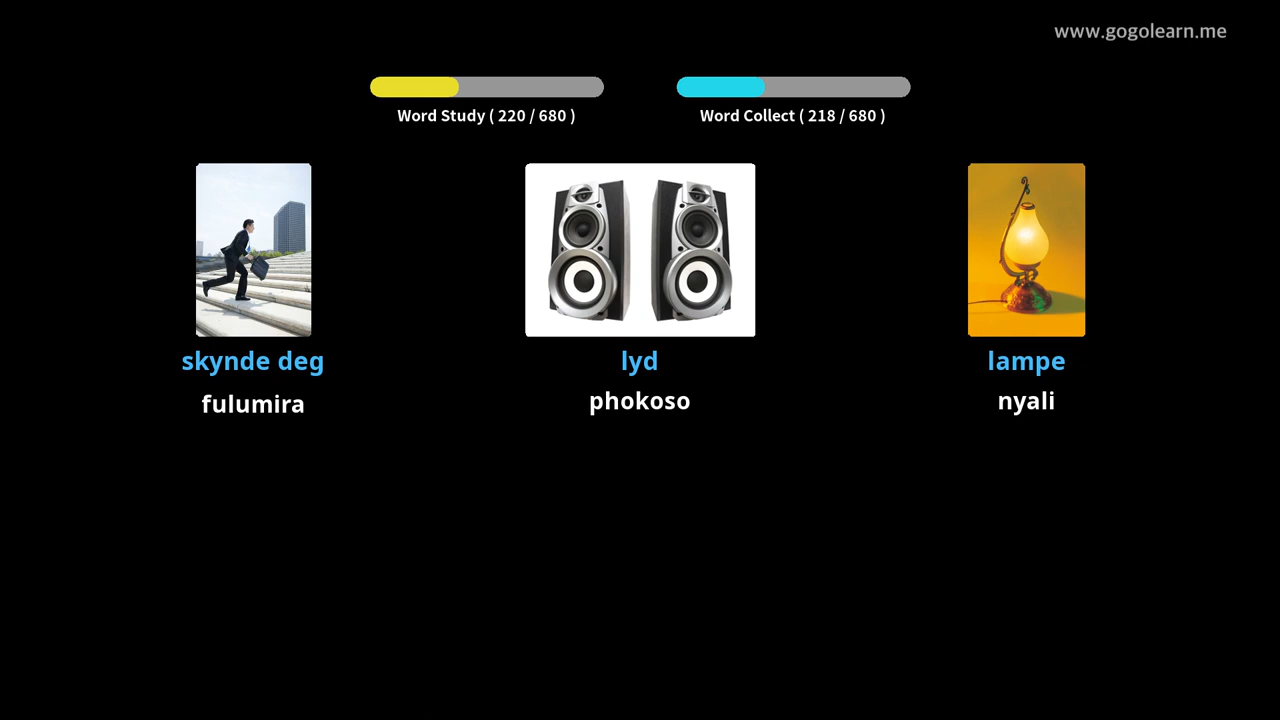 www.gogolearn.me
Word Study ( 220 / 680 )
Word Collect ( 218 / 680 )
skynde deg
fulumira
lyd
phokoso
lampe
nyali